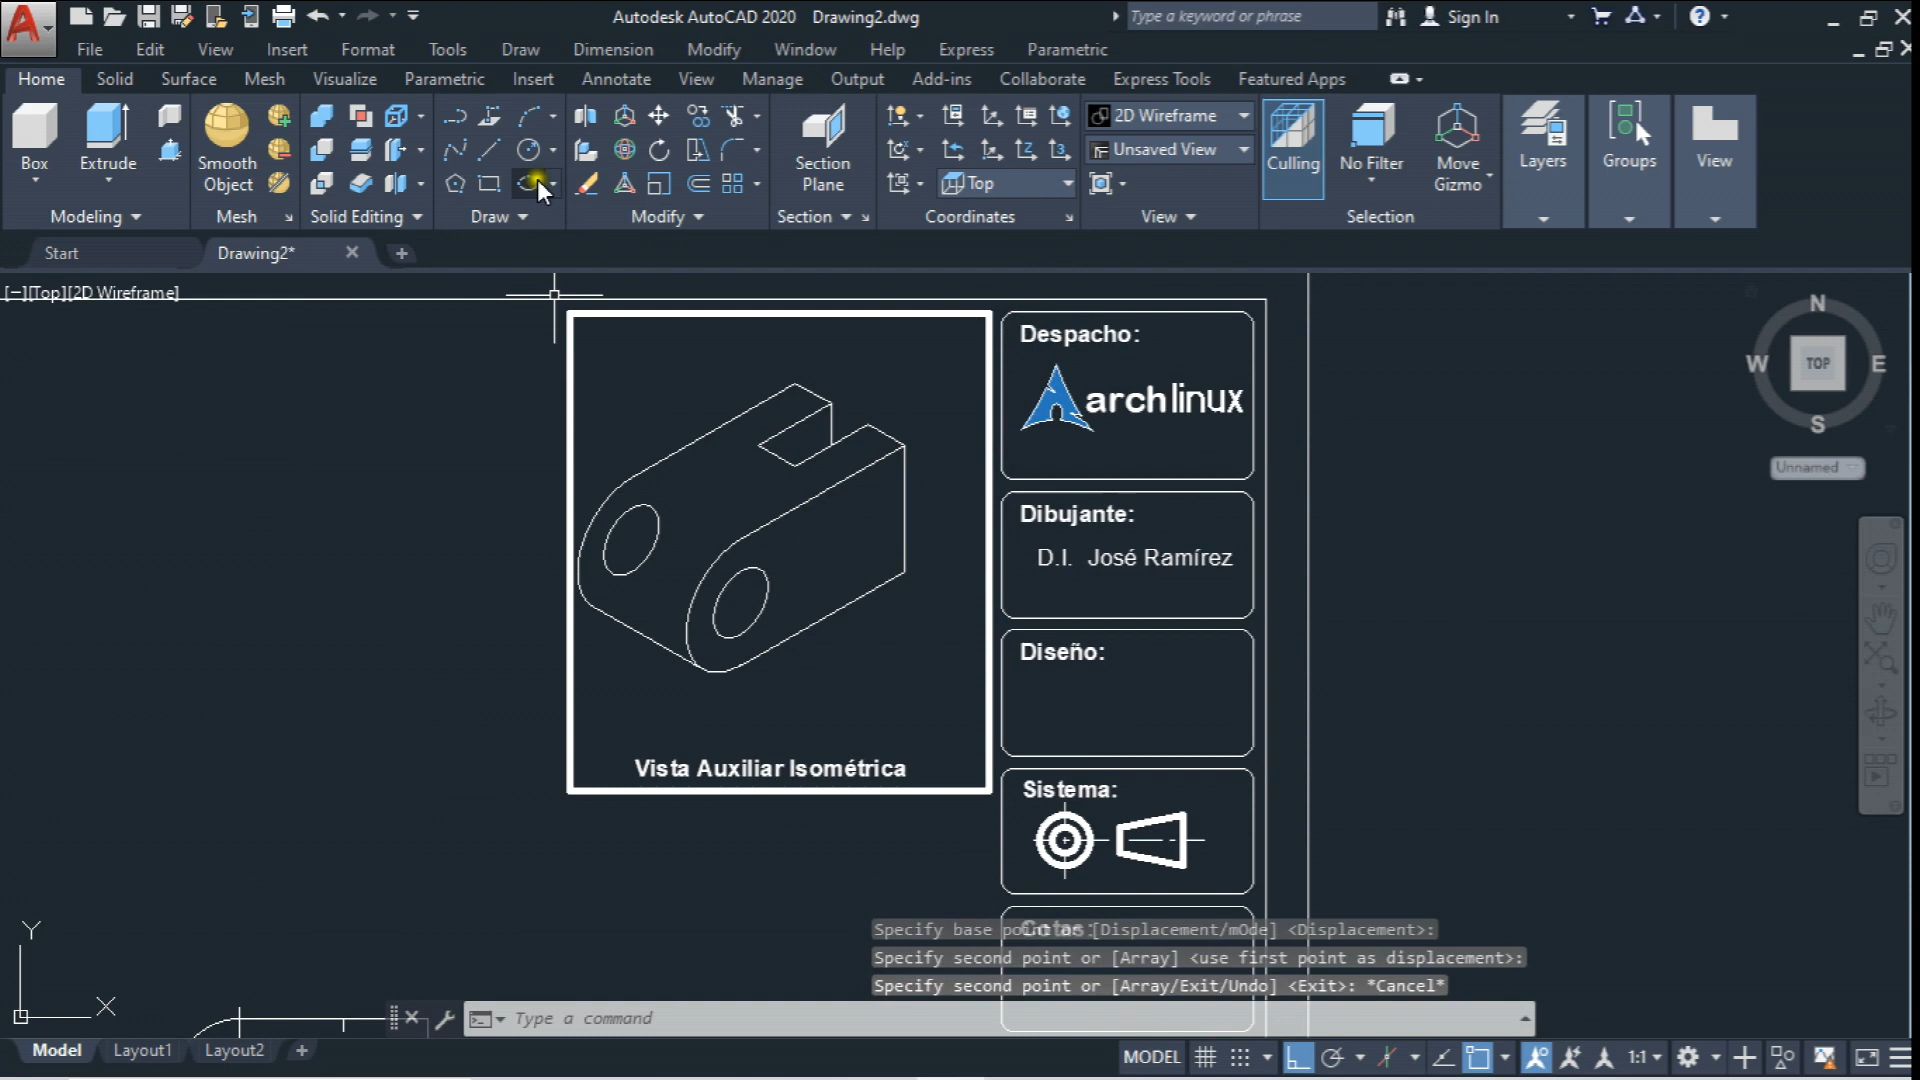 Autodesk AutoCAD 2020 Drawing2.dwg
Type a keyword or phrase
Sign In
File Edit View Insert Format Tools Draw Dimension Modify Window Help Express Parametric
Home Solid Surface Mesh Visualize Parametric Insert Annotate View Manage Output Add-ins Collaborate Express Tools Featured Apps
Box
Extrude
Smooth
Object
Section
Plane
2D Wireframe
Unsaved View
Top
Culling
No Filter
Move
Gizmo
Layers
Groups
View
Modeling
Mesh
Solid Editing
Draw
Modify
Section
Coordinates
View
Selection
Start
Drawing2*
[−][Top][2D Wireframe]
N
W
TOP
E
S
Unnamed
Despacho:
archlinux
Dibujante:
D.I. José Ramírez
Diseño:
Vista Auxiliar Isométrica
Sistema:
Cotas:
Specify base point or [Displacement/mOde] <Displacement>:
Specify second point or [Array] <use first point as displacement>:
Specify second point or [Array/Exit/Undo] <Exit>: *Cancel*
Y
X
Type a command
Model Layout1 Layout2
MODEL
1:1